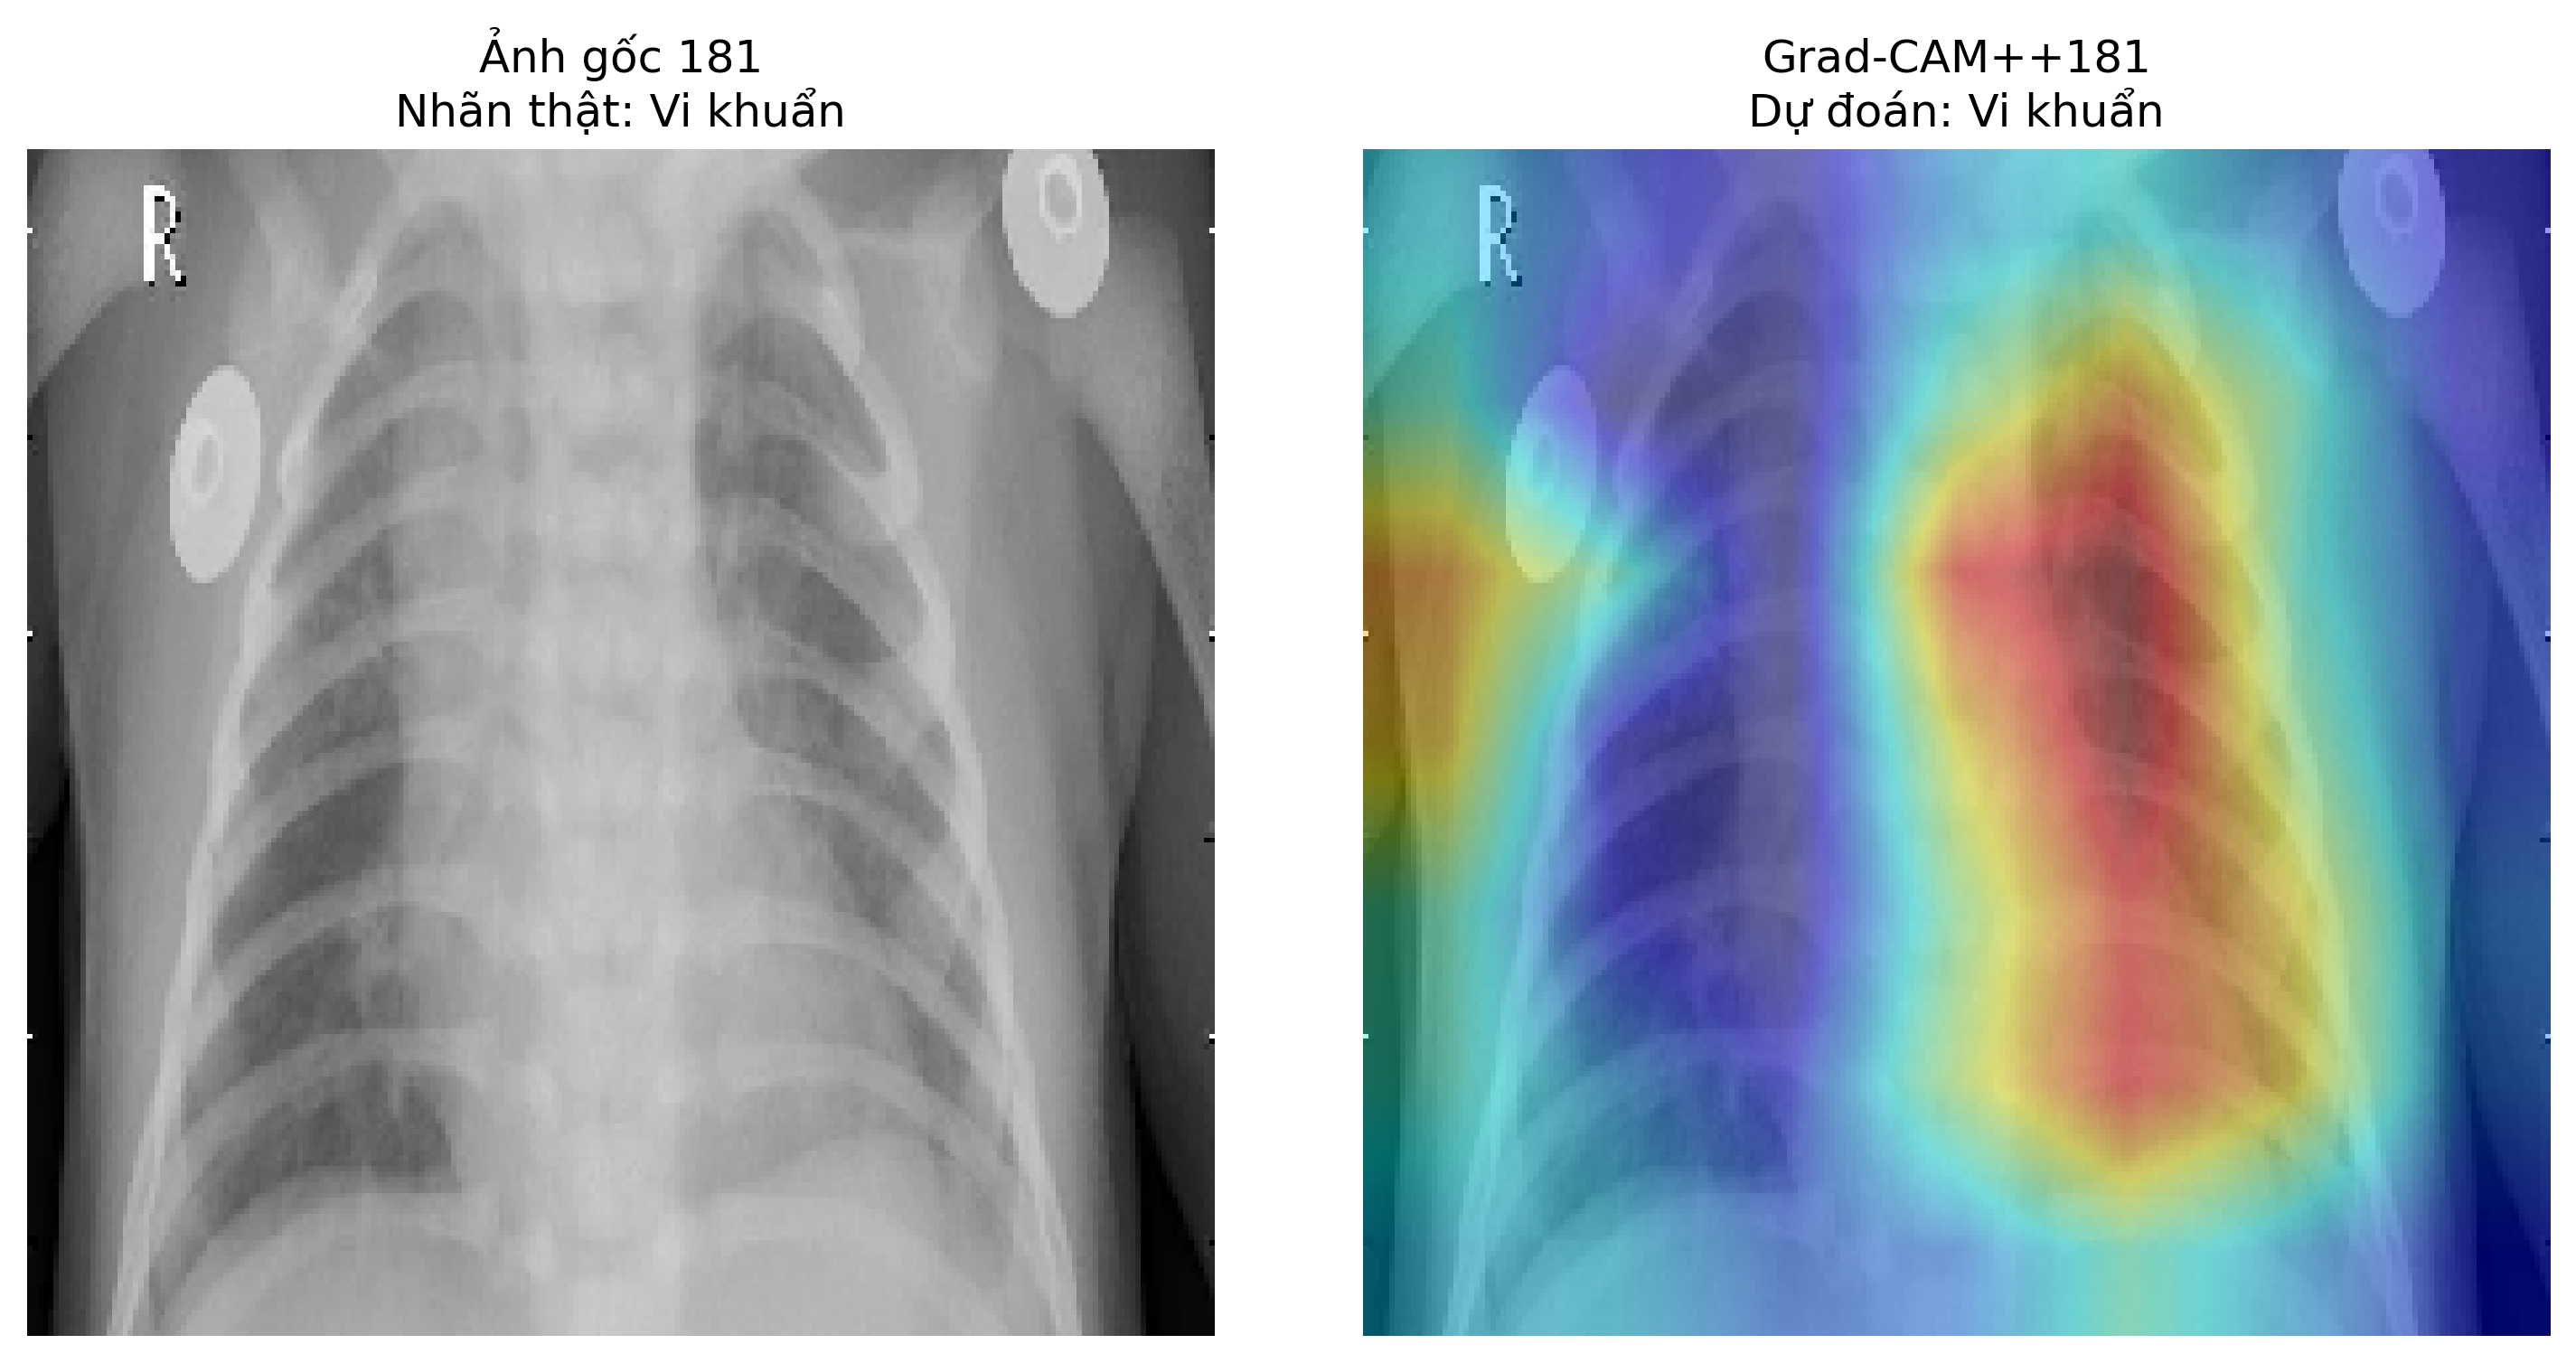 Ảnh gốc 181
Nhãn thật: Vi khuẩn
Grad-CAM++181
Dự đoán: Vi khuẩn
R
R